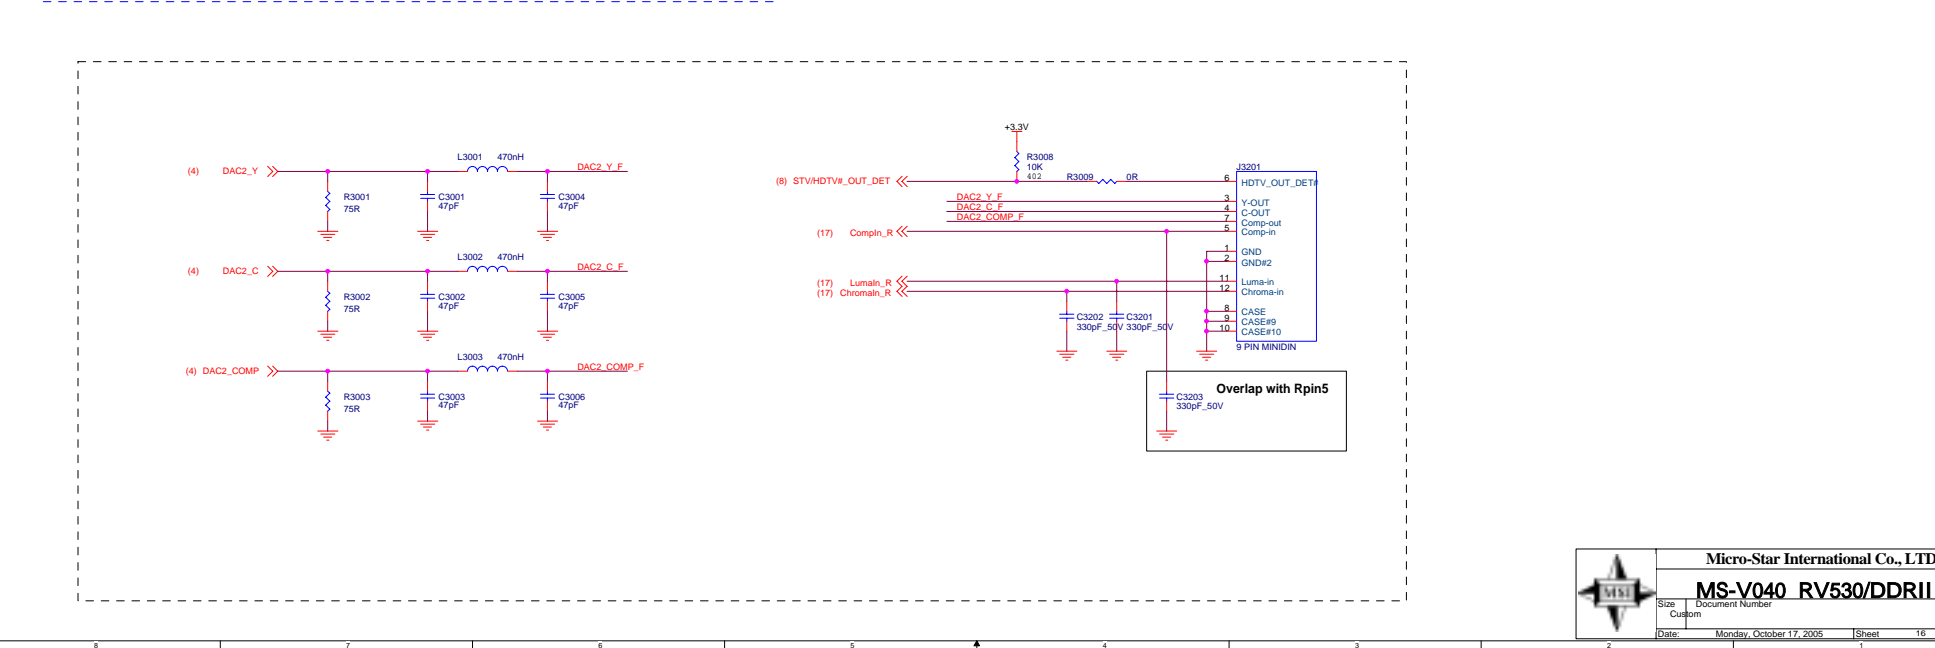 (4) DAC2_Y
L3001 470nH
DAC2_Y_F
R3001
75R
C3001
47pF
C3004
47pF
(4) DAC2_C
L3002 470nH
DAC2_C_F
R3002
75R
C3002
47pF
C3005
47pF
(4) DAC2_COMP
L3003 470nH
DAC2_COMP_F
R3003
75R
C3003
47pF
C3006
47pF
+3.3V
R3008
10K
402
(8) STV/HDTV#_OUT_DET
R3009 0R
DAC2_Y_F
DAC2_C_F
DAC2_COMP_F
(17) CompIn_R
(17) LumaIn_R
(17) ChromaIn_R
C3202
330pF_50V
C3201
330pF_50V
J3201
6 HDTV_OUT_DET#
3 Y-OUT
4 C-OUT
7 Comp-out
5 Comp-in
1 GND
2 GND#2
11 Luma-in
12 Chroma-in
8 CASE
9 CASE#9
10 CASE#10
9 PIN MINIDIN
Overlap with Rpin5
C3203
330pF_50V
MSI
Micro-Star International Co., LTD
MS-V040 RV530/DDRII
Size Document Number
Custom
Date: Monday, October 17, 2005 Sheet 16
8 7 6 5 4 3 2 1